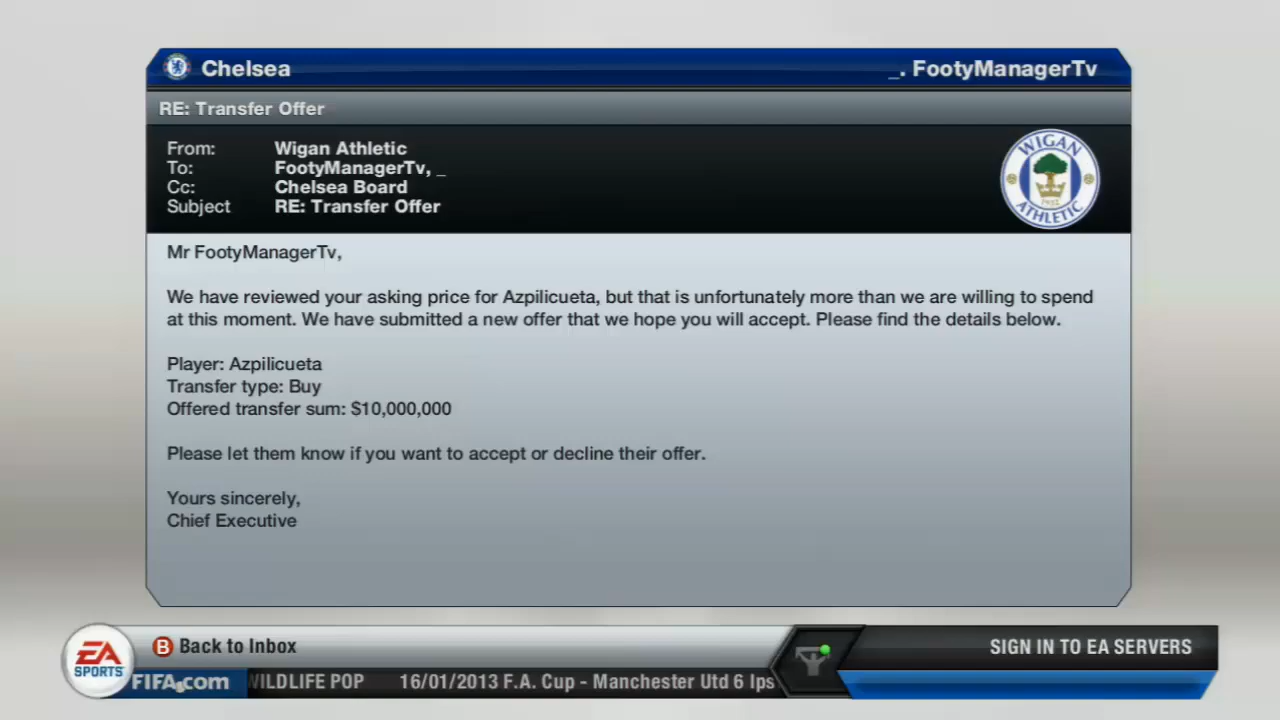 Chelsea
_. FootyManagerTv
RE: Transfer Offer
From: Wigan Athletic
To: FootyManagerTv, _
Cc: Chelsea Board
Subject RE: Transfer Offer
WIGAN
1932
ATHLETIC
Mr FootyManagerTv,
We have reviewed your asking price for Azpilicueta, but that is unfortunately more than we are willing to spend
at this moment. We have submitted a new offer that we hope you will accept. Please find the details below.
Player: Azpilicueta
Transfer type: Buy
Offered transfer sum: $10,000,000
Please let them know if you want to accept or decline their offer.
Yours sincerely,
Chief Executive
EA
SPORTS
B Back to Inbox
SIGN IN TO EA SERVERS
FIFA.com
WILDLIFE POP 16/01/2013 F.A. Cup - Manchester Utd 6 Ips